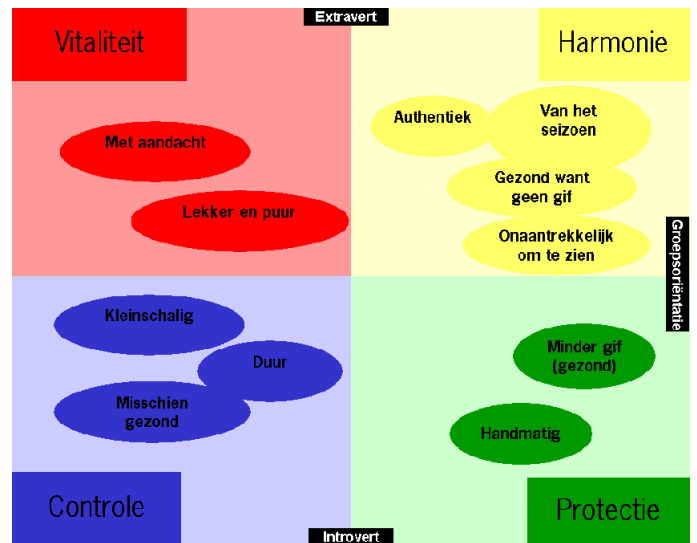 Extravert
Vitaliteit
Harmonie
Met aandacht
Lekker en puur
Authentiek
Van het
seizoen
Gezond want
geen gif
Onaantrekkelijk
om te zien
Groepsoriëntatie
Kleinschalig
Duur
Misschien
gezond
Minder gif
(gezond)
Handmatig
Controle
Protectie
Introvert